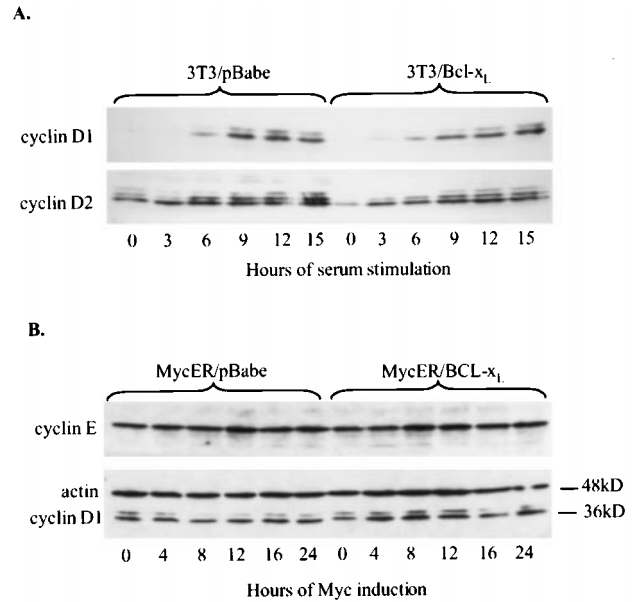 A.
3T3/pBabe 3T3/Bcl-xL
cyclin D1
cyclin D2
0 3 6 9 12 15 0 3 6 9 12 15
Hours of serum stimulation
B.
MycER/pBabe MycER/BCL-xL
cyclin E
actin 48kD
cyclin D1 36kD
0 4 8 12 16 24 0 4 8 12 16 24
Hours of Myc induction